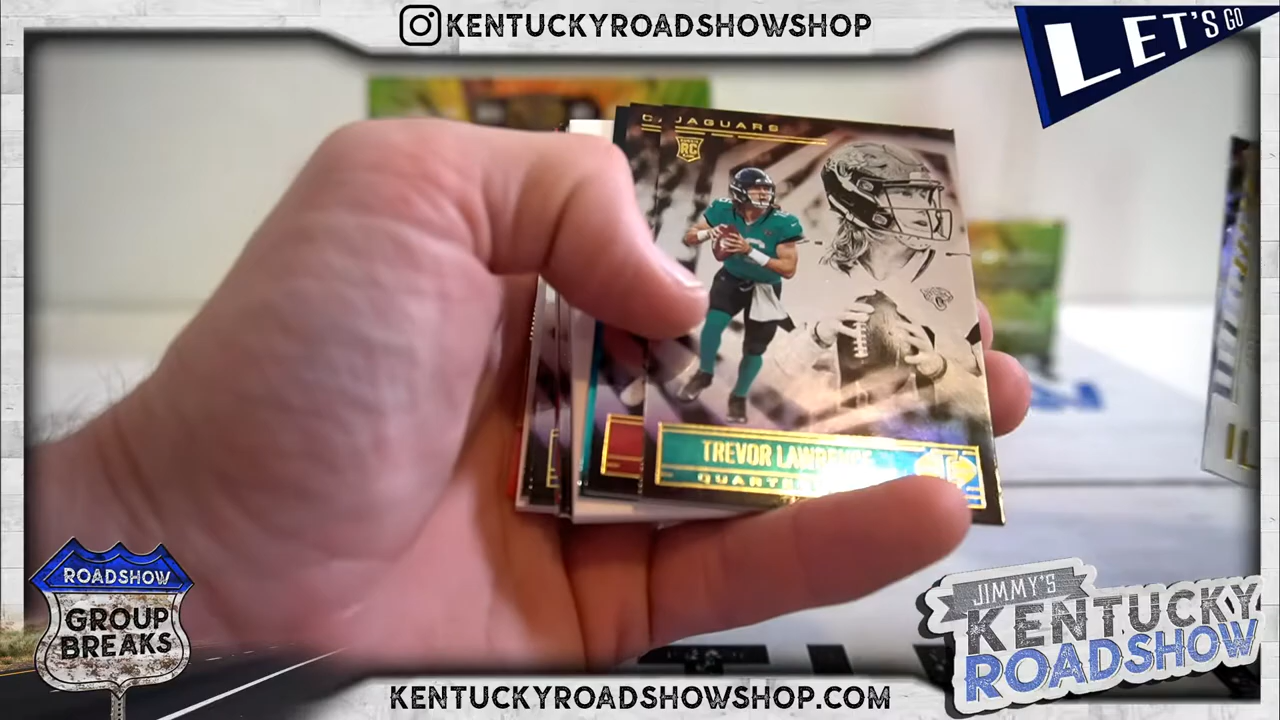 KENTUCKYROADSHOWSHOP
LET'S GO
JAGUARS
RC
TREVOR LAWRENCE
ROADSHOW
GROUP
BREAKS
JIMMY'S
KENTUCKY
ROADSHOW
KENTUCKYROADSHOWSHOP.COM